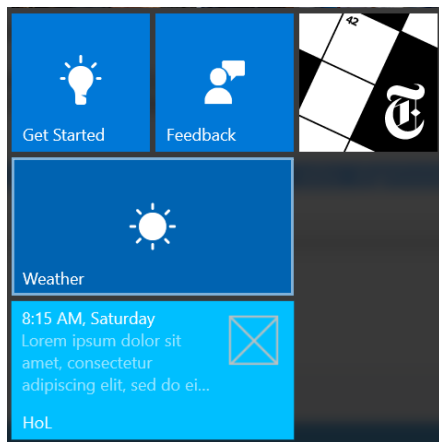 42
Get Started
Feedback
T
Weather
8:15 AM, Saturday
Lorem ipsum dolor sit
amet, consectetur
adipiscing elit, sed do ei...
HoL